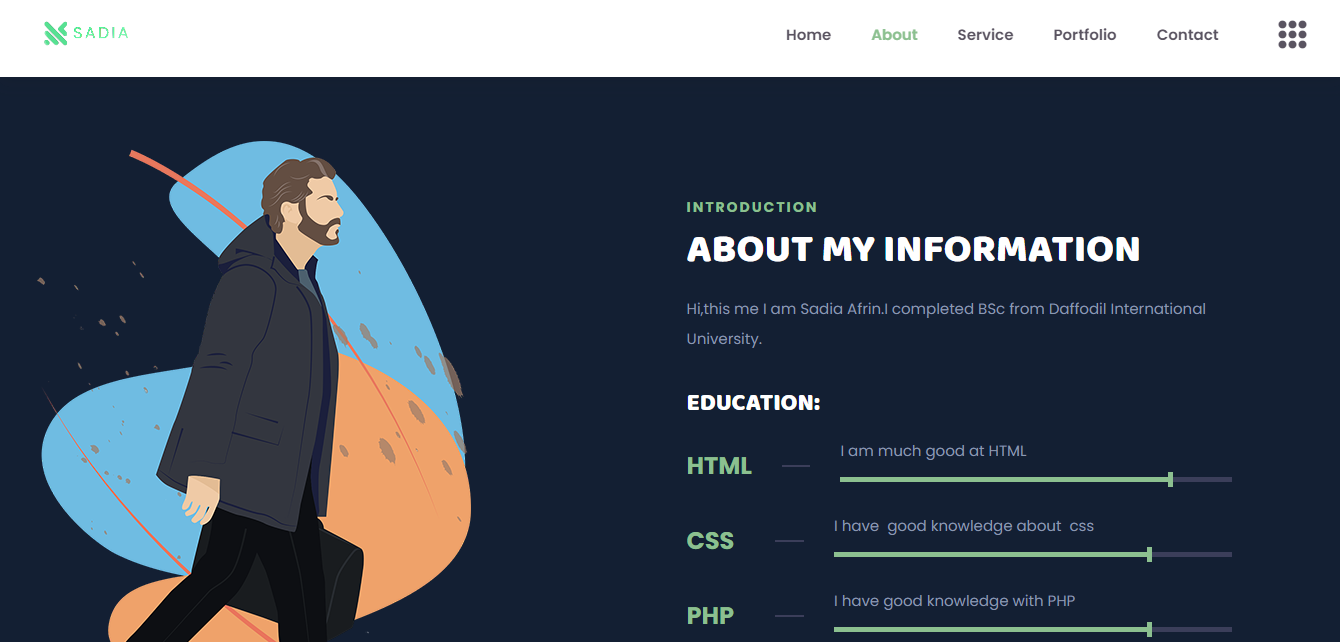 SADIA
Home About Service Portfolio Contact
INTRODUCTION
ABOUT MY INFORMATION
Hi,this me I am Sadia Afrin.I completed BSc from Daffodil International
University.
EDUCATION:
I am much good at HTML
HTML
I have  good knowledge about  css
CSS
I have good knowledge with PHP
PHP